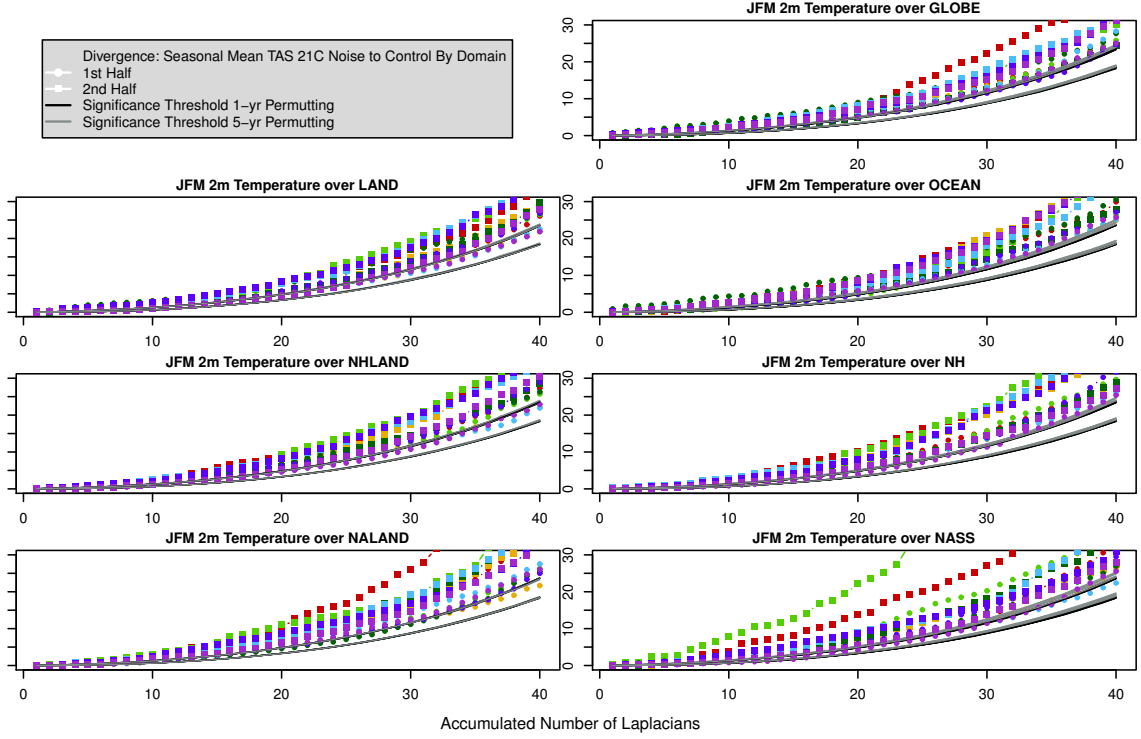 JFM 2m Temperature over GLOBE
Divergence: Seasonal Mean TAS 21C Noise to Control By Domain
1st Half
2nd Half
Significance Threshold 1−yr Permutting
Significance Threshold 5−yr Permutting
0 10 20 30
0 10 20 30 40
JFM 2m Temperature over LAND
0 10 20 30
0 10 20 30 40
JFM 2m Temperature over OCEAN
0 10 20 30 40
JFM 2m Temperature over NHLAND
0 10 20 30
0 10 20 30 40
JFM 2m Temperature over NH
0 10 20 30 40
JFM 2m Temperature over NALAND
0 10 20 30
0 10 20 30 40
JFM 2m Temperature over NASS
0 10 20 30 40
Accumulated Number of Laplacians